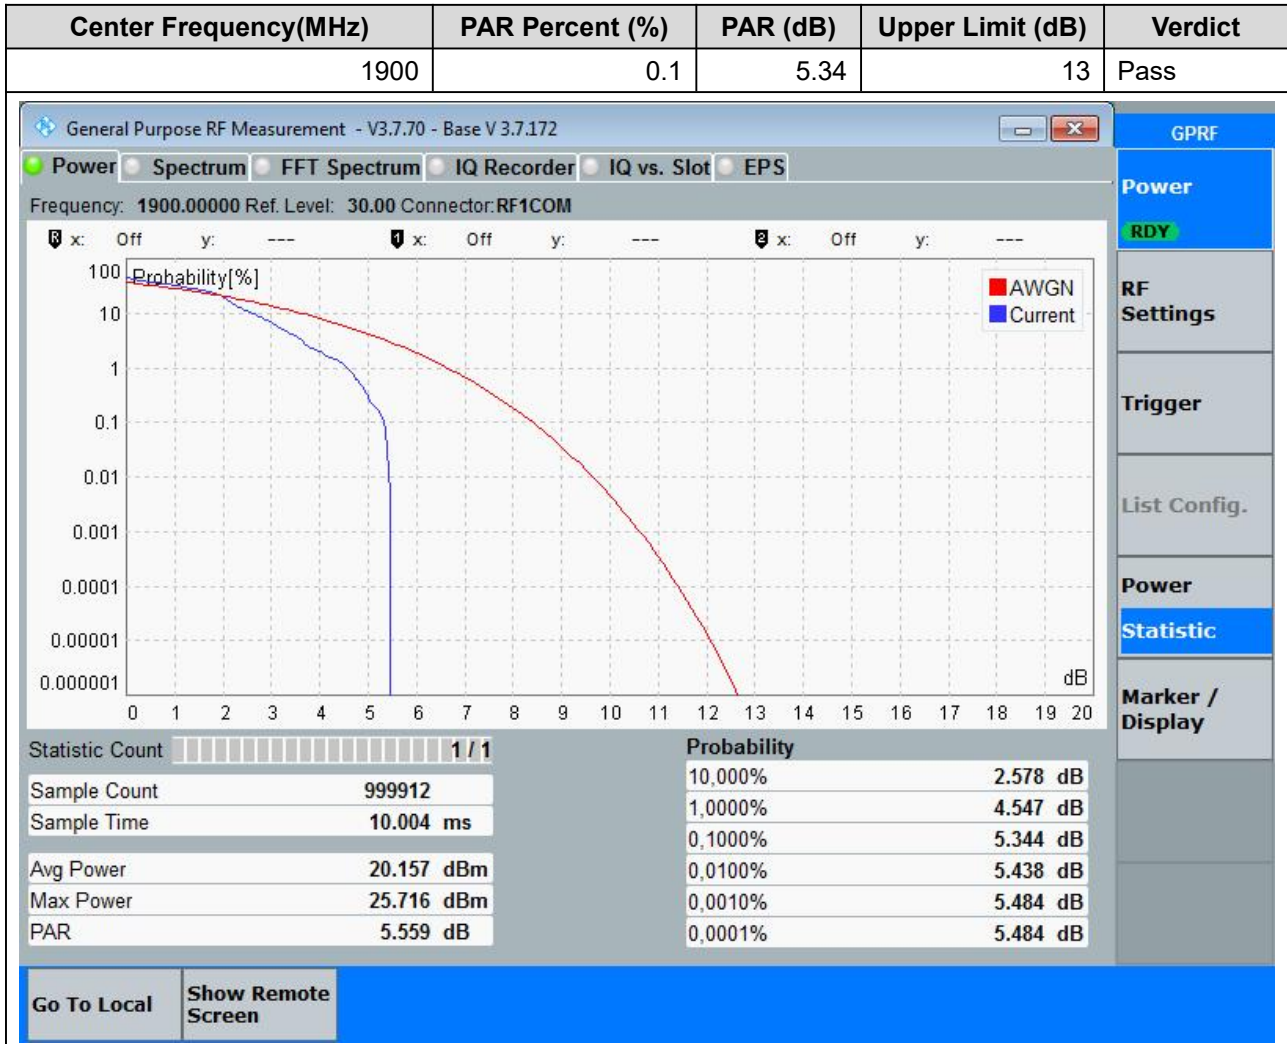 Center Frequency(MHz) PAR Percent (%) PAR (dB) Upper Limit (dB) Verdict
1900 0.1 5.34 13 Pass
General Purpose RF Measurement - V3.7.70 - Base V 3.7.172
GPRF
Power Spectrum FFT Spectrum IQ Recorder IQ vs. Slot EPS
Frequency: 1900.00000 Ref. Level: 30.00 Connector:RF1COM
R x: Off y: --- 1 x: Off y: --- 2 x: Off y: ---
Probability[%]
AWGN
Current
100
10
1
0.1
0.01
0.001
0.0001
0.00001
0.000001
dB
0 1 2 3 4 5 6 7 8 9 10 11 12 13 14 15 16 17 18 19 20
Statistic Count 1 / 1
Sample Count 999912
Sample Time 10.004 ms
Avg Power 20.157 dBm
Max Power 25.716 dBm
PAR 5.559 dB
Probability
10,000% 2.578 dB
1,0000% 4.547 dB
0,1000% 5.344 dB
0,0100% 5.438 dB
0,0010% 5.484 dB
0,0001% 5.484 dB
Power
RDY
RF
Settings
Trigger
List Config.
Power
Statistic
Marker /
Display
Go To Local
Show Remote
Screen